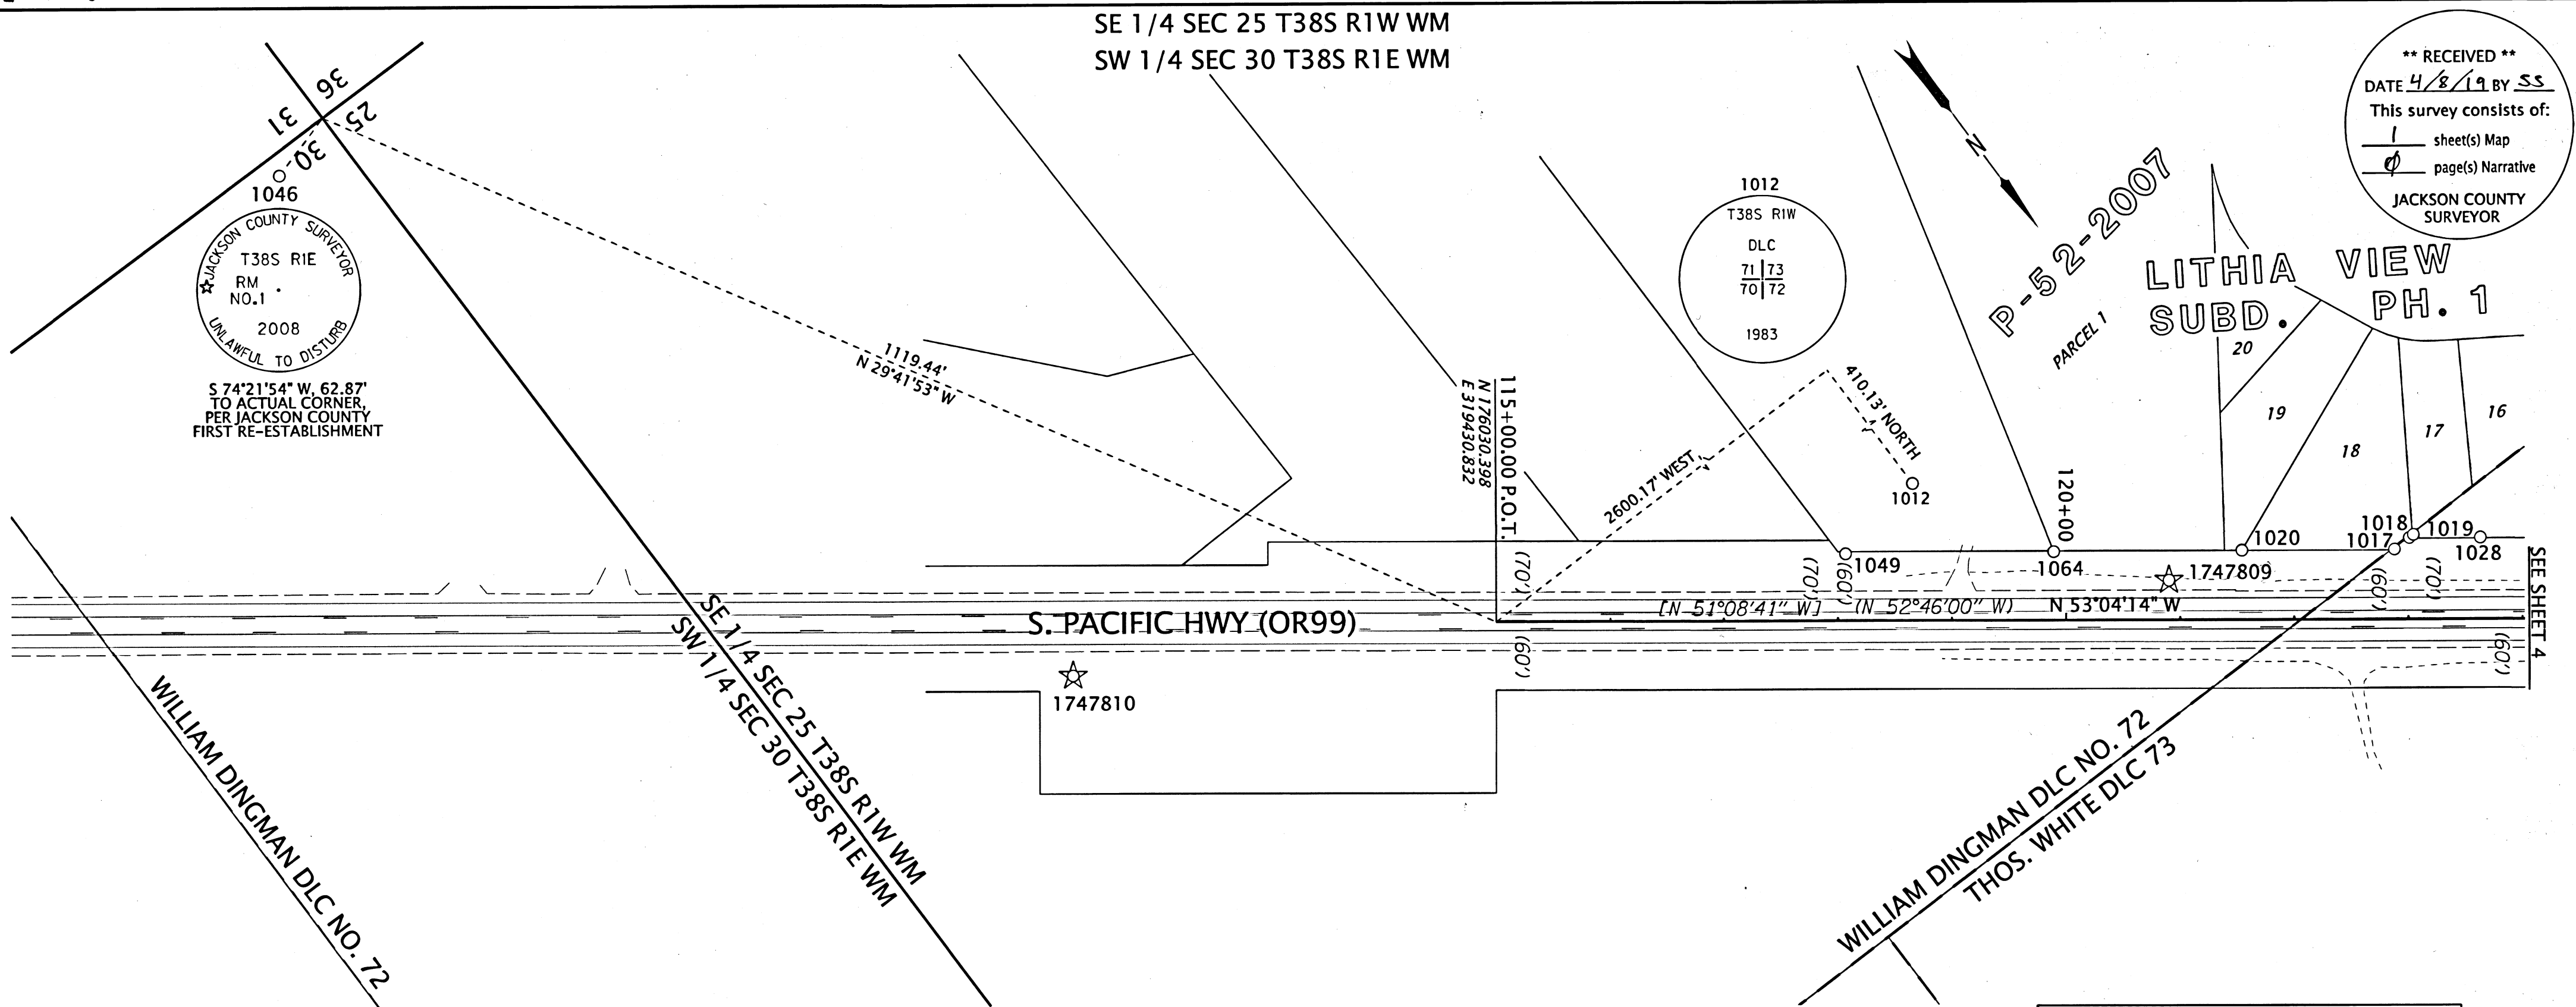 SE 1/4 SEC 25 T38S R1W WM
SW 1/4 SEC 30 T38S R1E WM
** RECEIVED **
DATE 4/8/19 BY SS
This survey consists of:
1 sheet(s) Map
0 page(s) Narrative
JACKSON COUNTY
SURVEYOR
36
31
25
30
1046
JACKSON COUNTY SURVEYOR
T38S R1E
RM
NO.1
2008
UNLAWFUL TO DISTURB
S 74°21'54" W, 62.87'
TO ACTUAL CORNER,
PER JACKSON COUNTY
FIRST RE-ESTABLISHMENT
1119.44'
N 29°41'53" W
1012
T38S R1W
DLC
71 73
70 72
1983
N
P-52-2007
PARCEL 1
LITHIA VIEW
SUBD. PH. 1
20
19
18
17
16
115+00.00 P.O.T.
N 176030.398
E 319430.832
2600.17' WEST
410.13' NORTH
1012
120+00
1049
1064
1020
1017
1018
1019
1028
1747809
(70')
(70')
(60')
(60')
(70')
[N 51°08'41" W] (N 52°46'00" W) N 53°04'14" W
S. PACIFIC HWY (OR99)
(60')
(60')
SEE SHEET 4
1747810
WILLIAM DINGMAN DLC NO. 72
SE 1/4 SEC 25 T38S R1W WM
SW 1/4 SEC 30 T38S R1E WM
WILLIAM DINGMAN DLC NO. 72
THOS. WHITE DLC 73